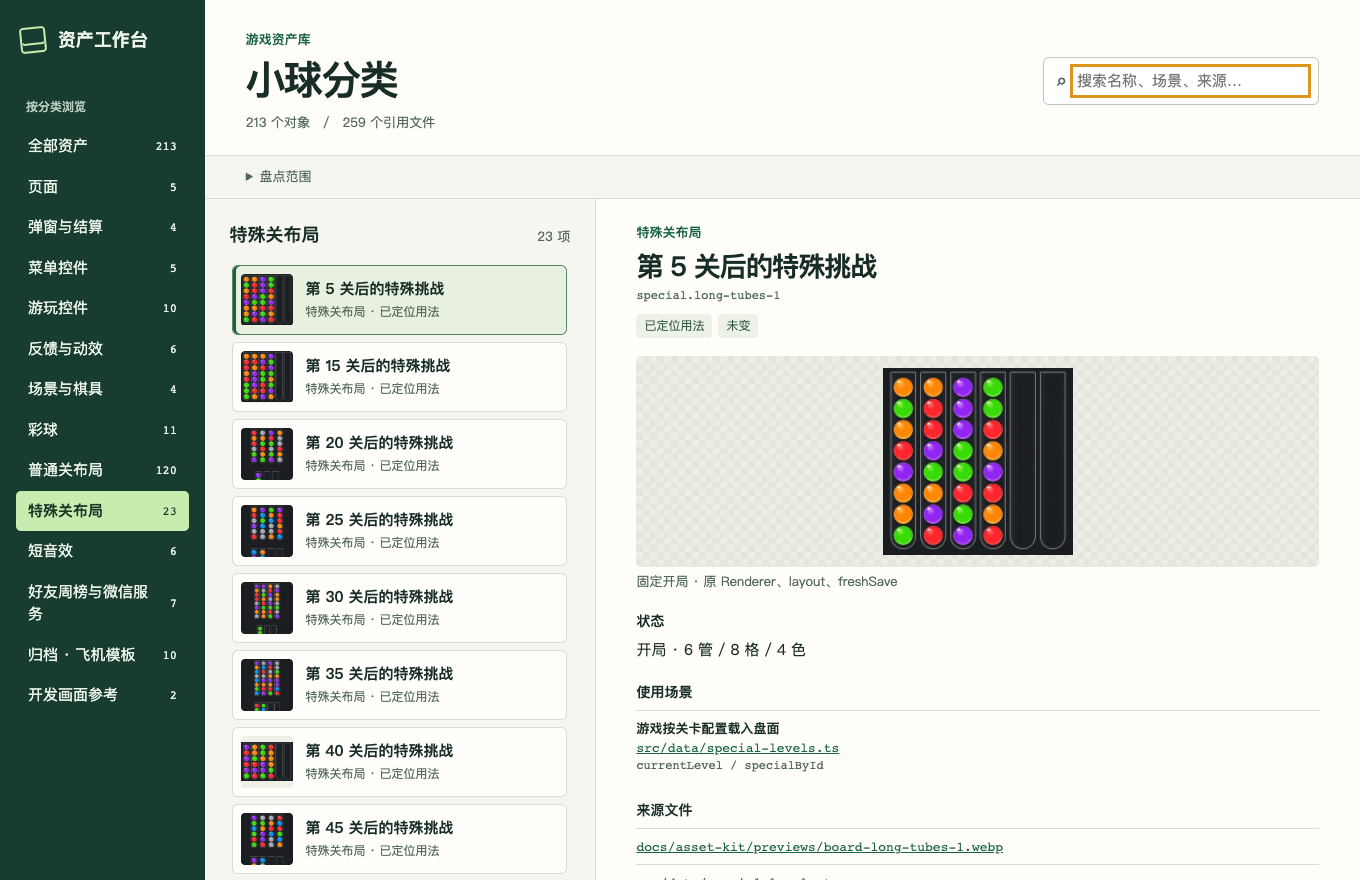 资产工作台
按分类浏览
全部资产 213
页面 5
弹窗与结算 4
菜单控件 5
游玩控件 10
反馈与动效 6
场景与棋具 4
彩球 11
普通关布局 120
特殊关布局 23
短音效 6
好友周榜与微信服
务 7
归档 · 飞机模板 10
开发画面参考 2
游戏资产库
小球分类
213 个对象 / 259 个引用文件
搜索名称、场景、来源…
▶ 盘点范围
特殊关布局 23 项
第 5 关后的特殊挑战
特殊关布局 · 已定位用法
第 15 关后的特殊挑战
特殊关布局 · 已定位用法
第 20 关后的特殊挑战
特殊关布局 · 已定位用法
第 25 关后的特殊挑战
特殊关布局 · 已定位用法
第 30 关后的特殊挑战
特殊关布局 · 已定位用法
第 35 关后的特殊挑战
特殊关布局 · 已定位用法
第 40 关后的特殊挑战
特殊关布局 · 已定位用法
第 45 关后的特殊挑战
特殊关布局 · 已定位用法
特殊关布局
第 5 关后的特殊挑战
special.long-tubes-1
已定位用法 未变
固定开局 · 原 Renderer、layout、freshSave
状态
开局 · 6 管 / 8 格 / 4 色
使用场景
游戏按关卡配置载入盘面
src/data/special-levels.ts
currentLevel / specialById
来源文件
docs/asset-kit/previews/board-long-tubes-1.webp